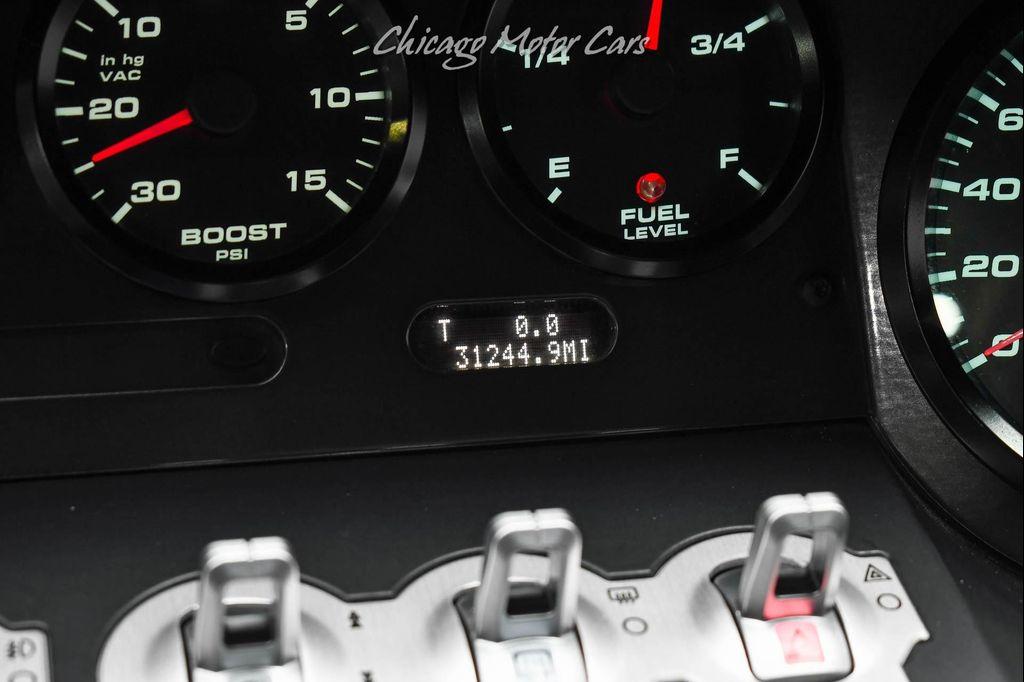 Chicago Motor Cars
10
5
in hg
VAC
20
10
30
15
BOOST
PSI
1/4
3/4
E
F
FUEL
LEVEL
6
40
20
0
T 0.0
31244.9MI